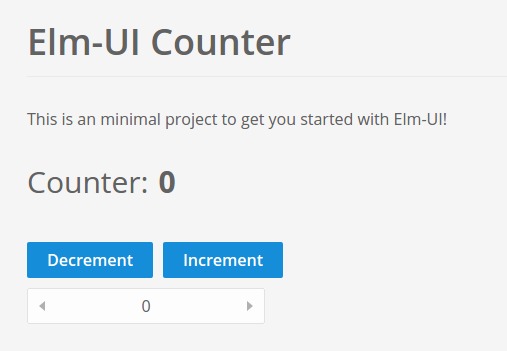 Elm-UI Counter
This is an minimal project to get you started with Elm-UI!
Counter: 0
Decrement Increment
0